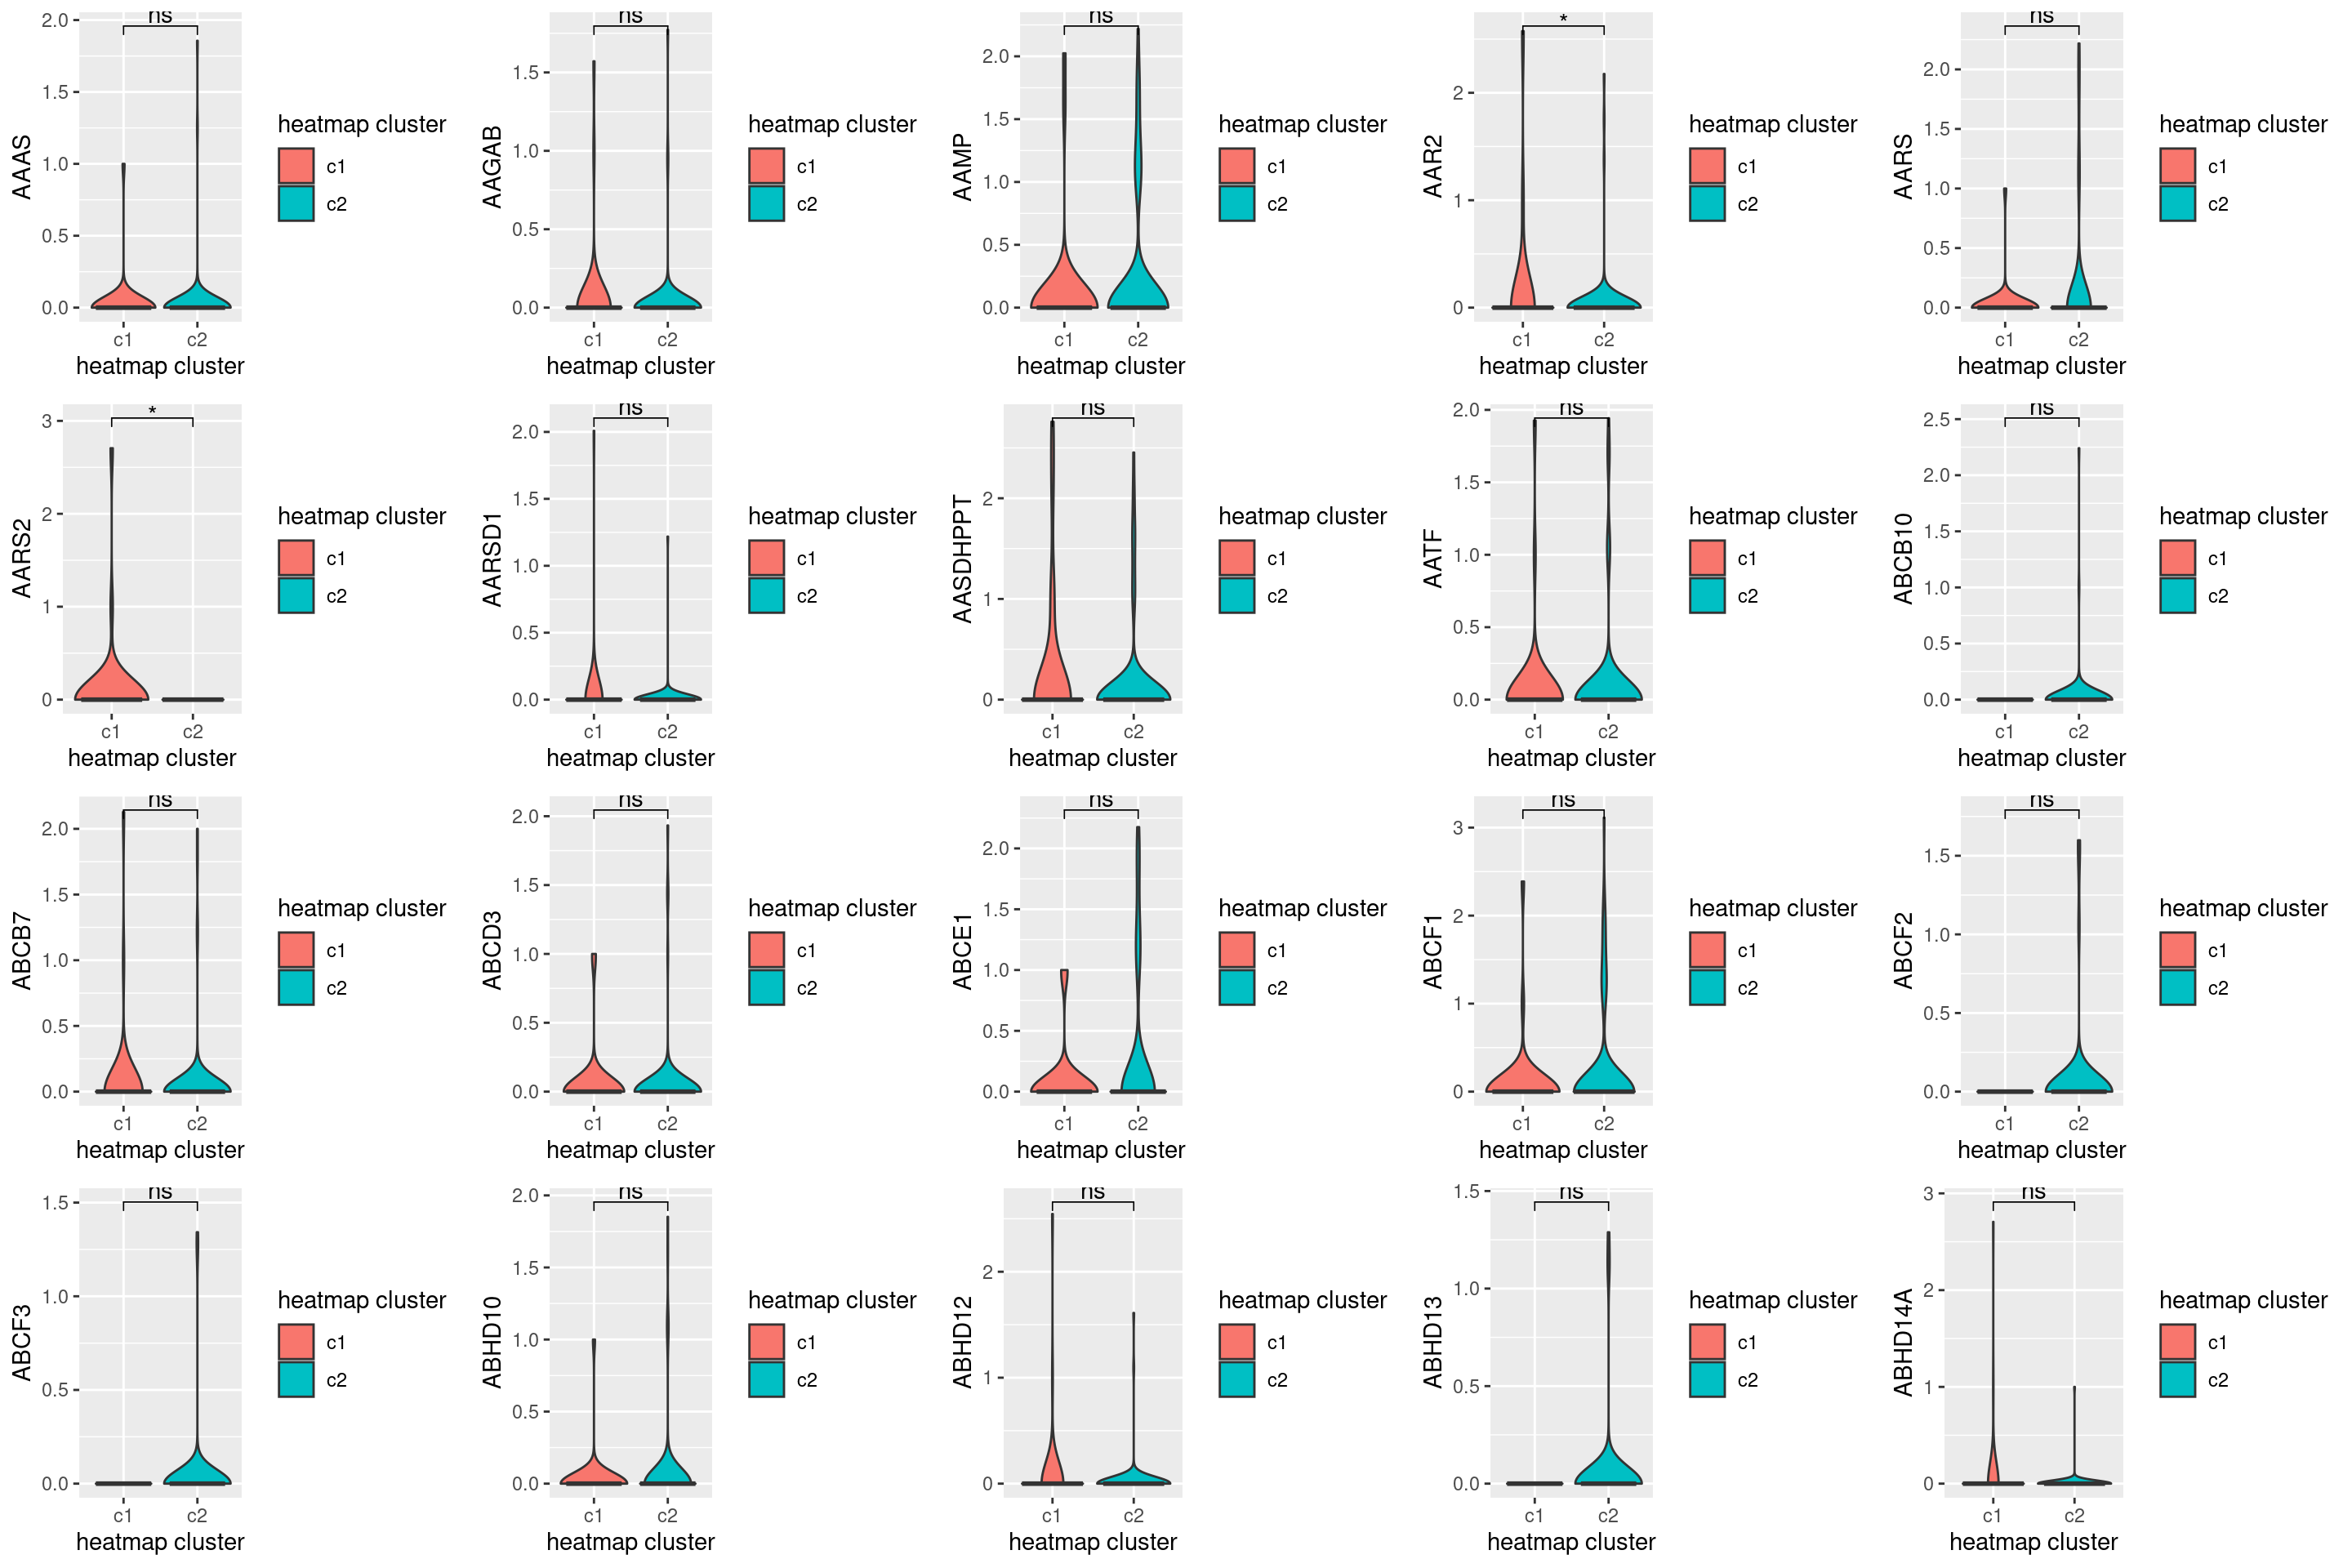 ns
2.0
1.5
1.0
0.5
0.0
AAAS
c1 c2
heatmap cluster
heatmap cluster
c1
c2
ns
1.5
1.0
0.5
0.0
AAGAB
c1 c2
heatmap cluster
heatmap cluster
c1
c2
ns
2.0
1.5
1.0
0.5
0.0
AAMP
c1 c2
heatmap cluster
heatmap cluster
c1
c2
*
2
1
0
AAR2
c1 c2
heatmap cluster
heatmap cluster
c1
c2
ns
2.0
1.5
1.0
0.5
0.0
AARS
c1 c2
heatmap cluster
heatmap cluster
c1
c2
*
3
2
1
0
AARS2
c1 c2
heatmap cluster
heatmap cluster
c1
c2
ns
2.0
1.5
1.0
0.5
0.0
AARSD1
c1 c2
heatmap cluster
heatmap cluster
c1
c2
ns
2
1
0
AASDHPPT
c1 c2
heatmap cluster
heatmap cluster
c1
c2
ns
2.0
1.5
1.0
0.5
0.0
AATF
c1 c2
heatmap cluster
heatmap cluster
c1
c2
ns
2.5
2.0
1.5
1.0
0.5
0.0
ABCB10
c1 c2
heatmap cluster
heatmap cluster
c1
c2
ns
2.0
1.5
1.0
0.5
0.0
ABCB7
c1 c2
heatmap cluster
heatmap cluster
c1
c2
ns
2.0
1.5
1.0
0.5
0.0
ABCD3
c1 c2
heatmap cluster
heatmap cluster
c1
c2
ns
2.0
1.5
1.0
0.5
0.0
ABCE1
c1 c2
heatmap cluster
heatmap cluster
c1
c2
ns
3
2
1
0
ABCF1
c1 c2
heatmap cluster
heatmap cluster
c1
c2
ns
1.5
1.0
0.5
0.0
ABCF2
c1 c2
heatmap cluster
heatmap cluster
c1
c2
ns
1.5
1.0
0.5
0.0
ABCF3
c1 c2
heatmap cluster
heatmap cluster
c1
c2
ns
2.0
1.5
1.0
0.5
0.0
ABHD10
c1 c2
heatmap cluster
heatmap cluster
c1
c2
ns
2
1
0
ABHD12
c1 c2
heatmap cluster
heatmap cluster
c1
c2
ns
1.5
1.0
0.5
0.0
ABHD13
c1 c2
heatmap cluster
heatmap cluster
c1
c2
ns
3
2
1
0
ABHD14A
c1 c2
heatmap cluster
heatmap cluster
c1
c2